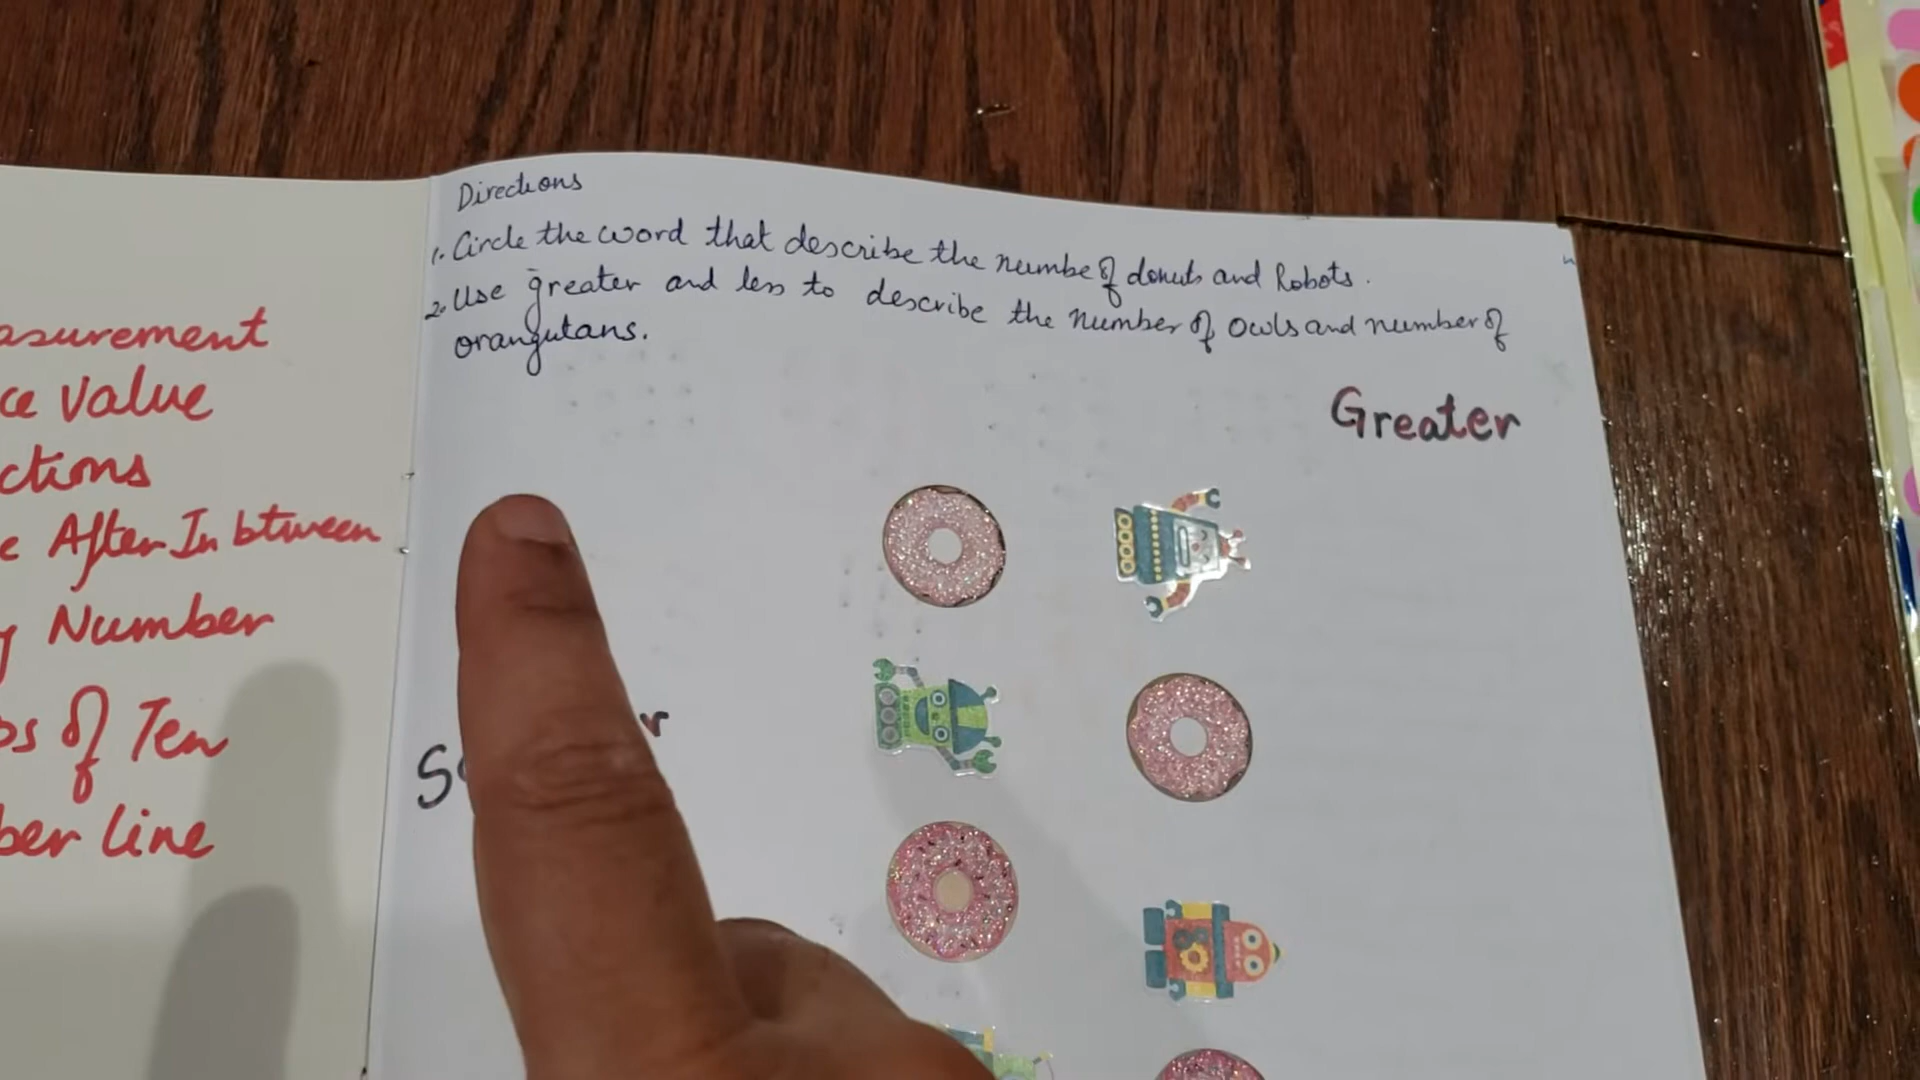 asurement
ce Value
ctions
e After In btween
y Number
ps of Ten
ber line
Directions
1. Circle the word that describe the numbe of donuts and Robots.
2. Use greater and less to describe the number of owls and number of
orangutans.
Greater